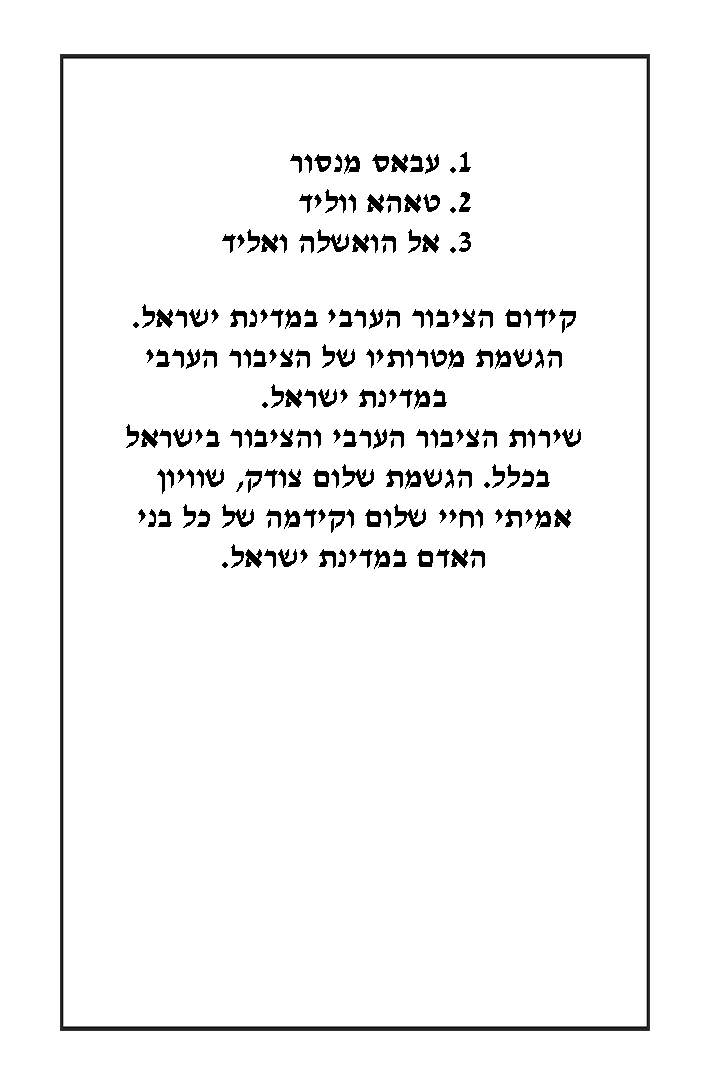 1. עבאס מנסור
2. טאהא ווליד
3. אל הואשלה ואליד
קידום הציבור הערבי במדינת ישראל.
הגשמת מטרותיו של הציבור הערבי
במדינת ישראל.
שירות הציבור הערבי והציבור בישראל
בכלל. הגשמת שלום צודק, שוויון
אמיתי וחיי שלום וקידמה של כל בני
האדם במדינת ישראל.